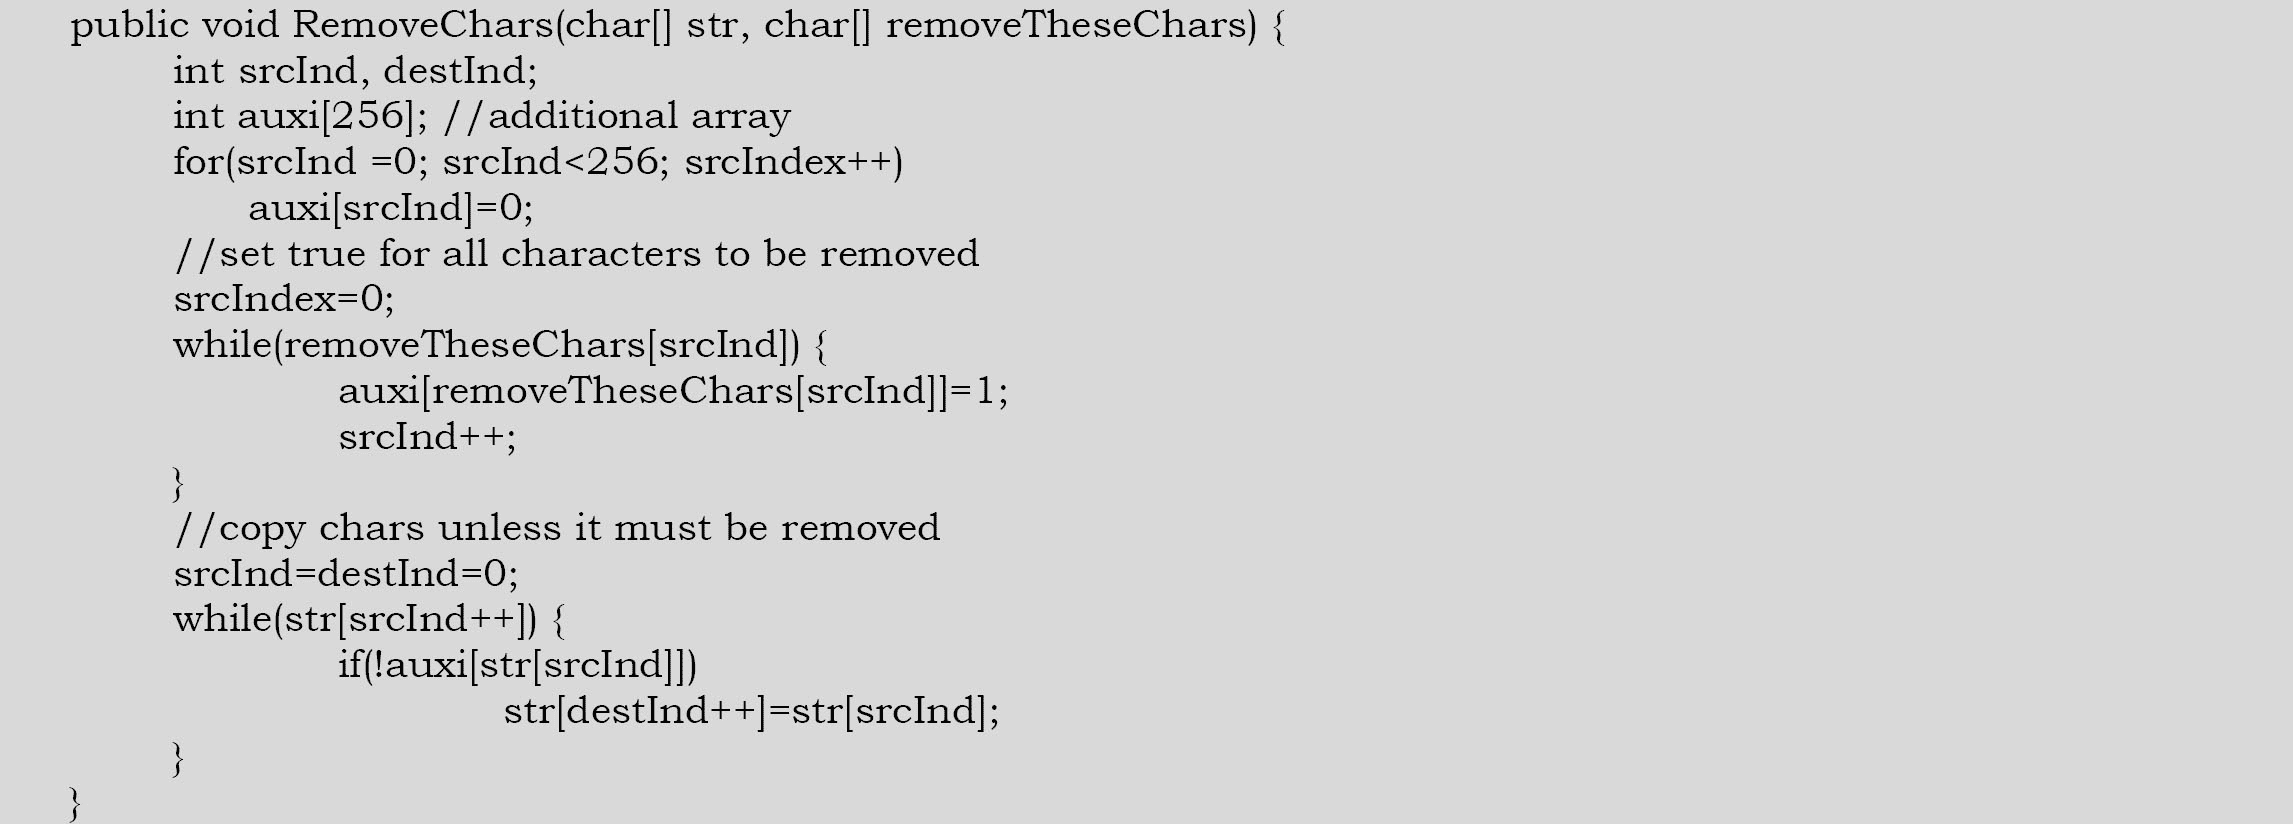 public void RemoveChars(char[] str, char[] removeTheseChars) {
int srcInd, destInd;
int auxi[256]; //additional array
for(srcInd =0; srcInd<256; srcIndex++)
auxi[srcInd]=0;
//set true for all characters to be removed
srcIndex=0;
while(removeTheseChars[srcInd]) {
auxi[removeTheseChars[srcInd]]=1;
srcInd++;
}
//copy chars unless it must be removed
srcInd=destInd=0;
while(str[srcInd++]) {
if(!auxi[str[srcInd]])
str[destInd++]=str[srcInd];
}
}